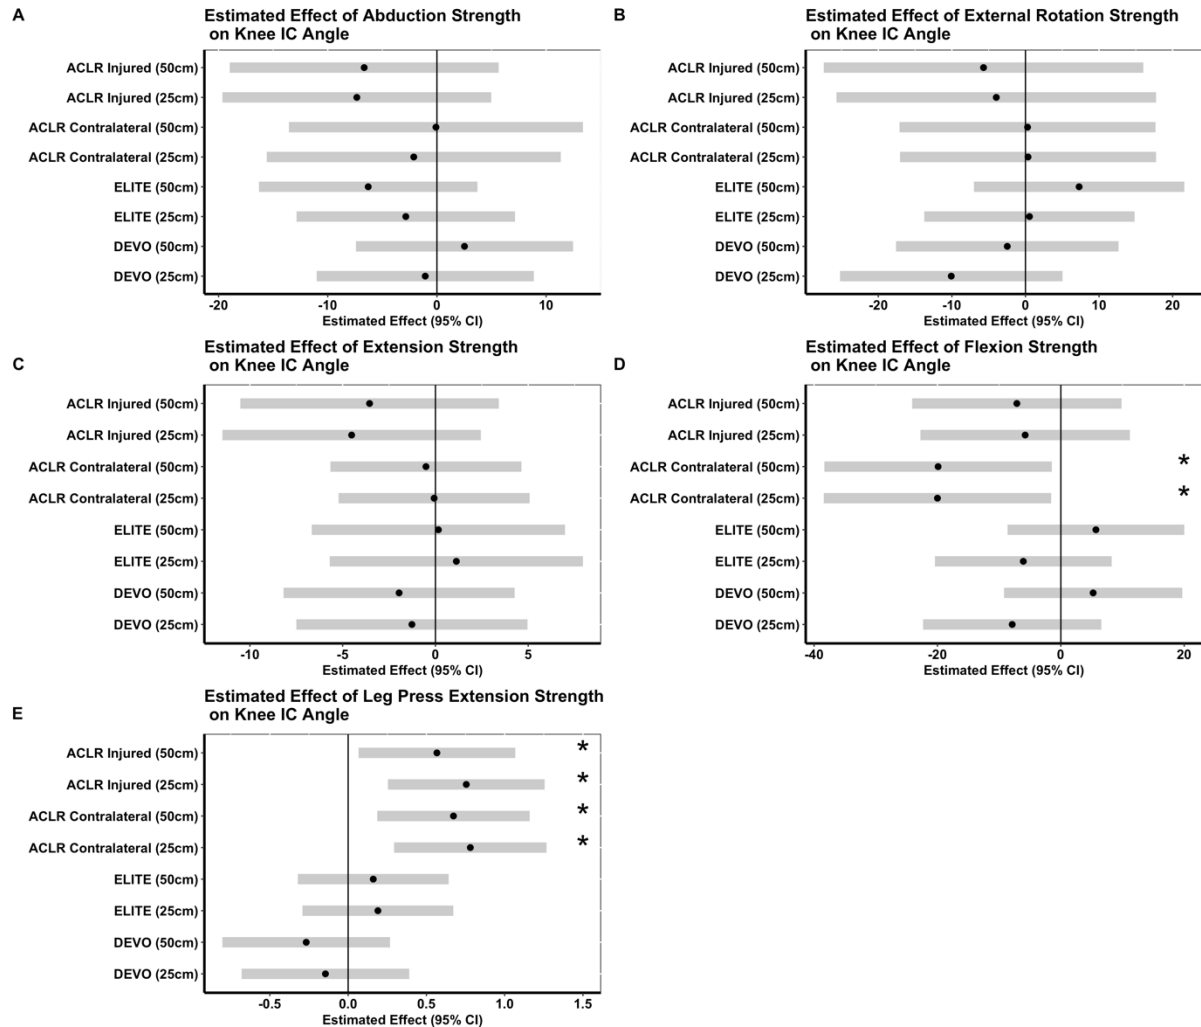 A
Estimated Effect of Abduction Strength
on Knee IC Angle
ACLR Injured (50cm)
ACLR Injured (25cm)
ACLR Contralateral (50cm)
ACLR Contralateral (25cm)
ELITE (50cm)
ELITE (25cm)
DEVO (50cm)
DEVO (25cm)
-20 -10 0 10
Estimated Effect (95% CI)
B
Estimated Effect of External Rotation Strength
on Knee IC Angle
ACLR Injured (50cm)
ACLR Injured (25cm)
ACLR Contralateral (50cm)
ACLR Contralateral (25cm)
ELITE (50cm)
ELITE (25cm)
DEVO (50cm)
DEVO (25cm)
-20 -10 0 10 20
Estimated Effect (95% CI)
C
Estimated Effect of Extension Strength
on Knee IC Angle
ACLR Injured (50cm)
ACLR Injured (25cm)
ACLR Contralateral (50cm)
ACLR Contralateral (25cm)
ELITE (50cm)
ELITE (25cm)
DEVO (50cm)
DEVO (25cm)
-10 -5 0 5
Estimated Effect (95% CI)
D
Estimated Effect of Flexion Strength
on Knee IC Angle
ACLR Injured (50cm)
ACLR Injured (25cm)
ACLR Contralateral (50cm) *
ACLR Contralateral (25cm) *
ELITE (50cm)
ELITE (25cm)
DEVO (50cm)
DEVO (25cm)
-40 -20 0 20
Estimated Effect (95% CI)
E
Estimated Effect of Leg Press Extension Strength
on Knee IC Angle
ACLR Injured (50cm) *
ACLR Injured (25cm) *
ACLR Contralateral (50cm) *
ACLR Contralateral (25cm) *
ELITE (50cm)
ELITE (25cm)
DEVO (50cm)
DEVO (25cm)
-0.5 0.0 0.5 1.0 1.5
Estimated Effect (95% CI)